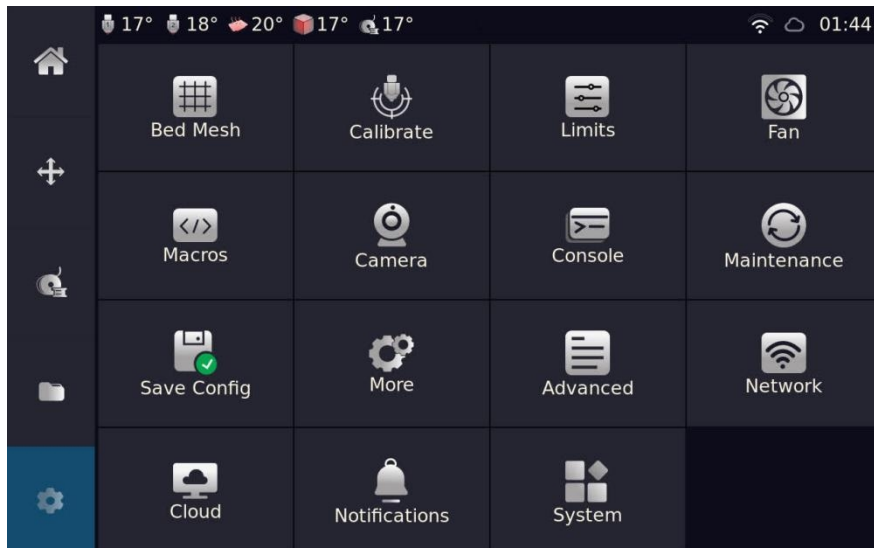 17° 18° 20° 17° 17° 01:44
Bed Mesh Calibrate Limits Fan
Macros Camera Console Maintenance
Save Config More Advanced Network
Cloud Notifications System